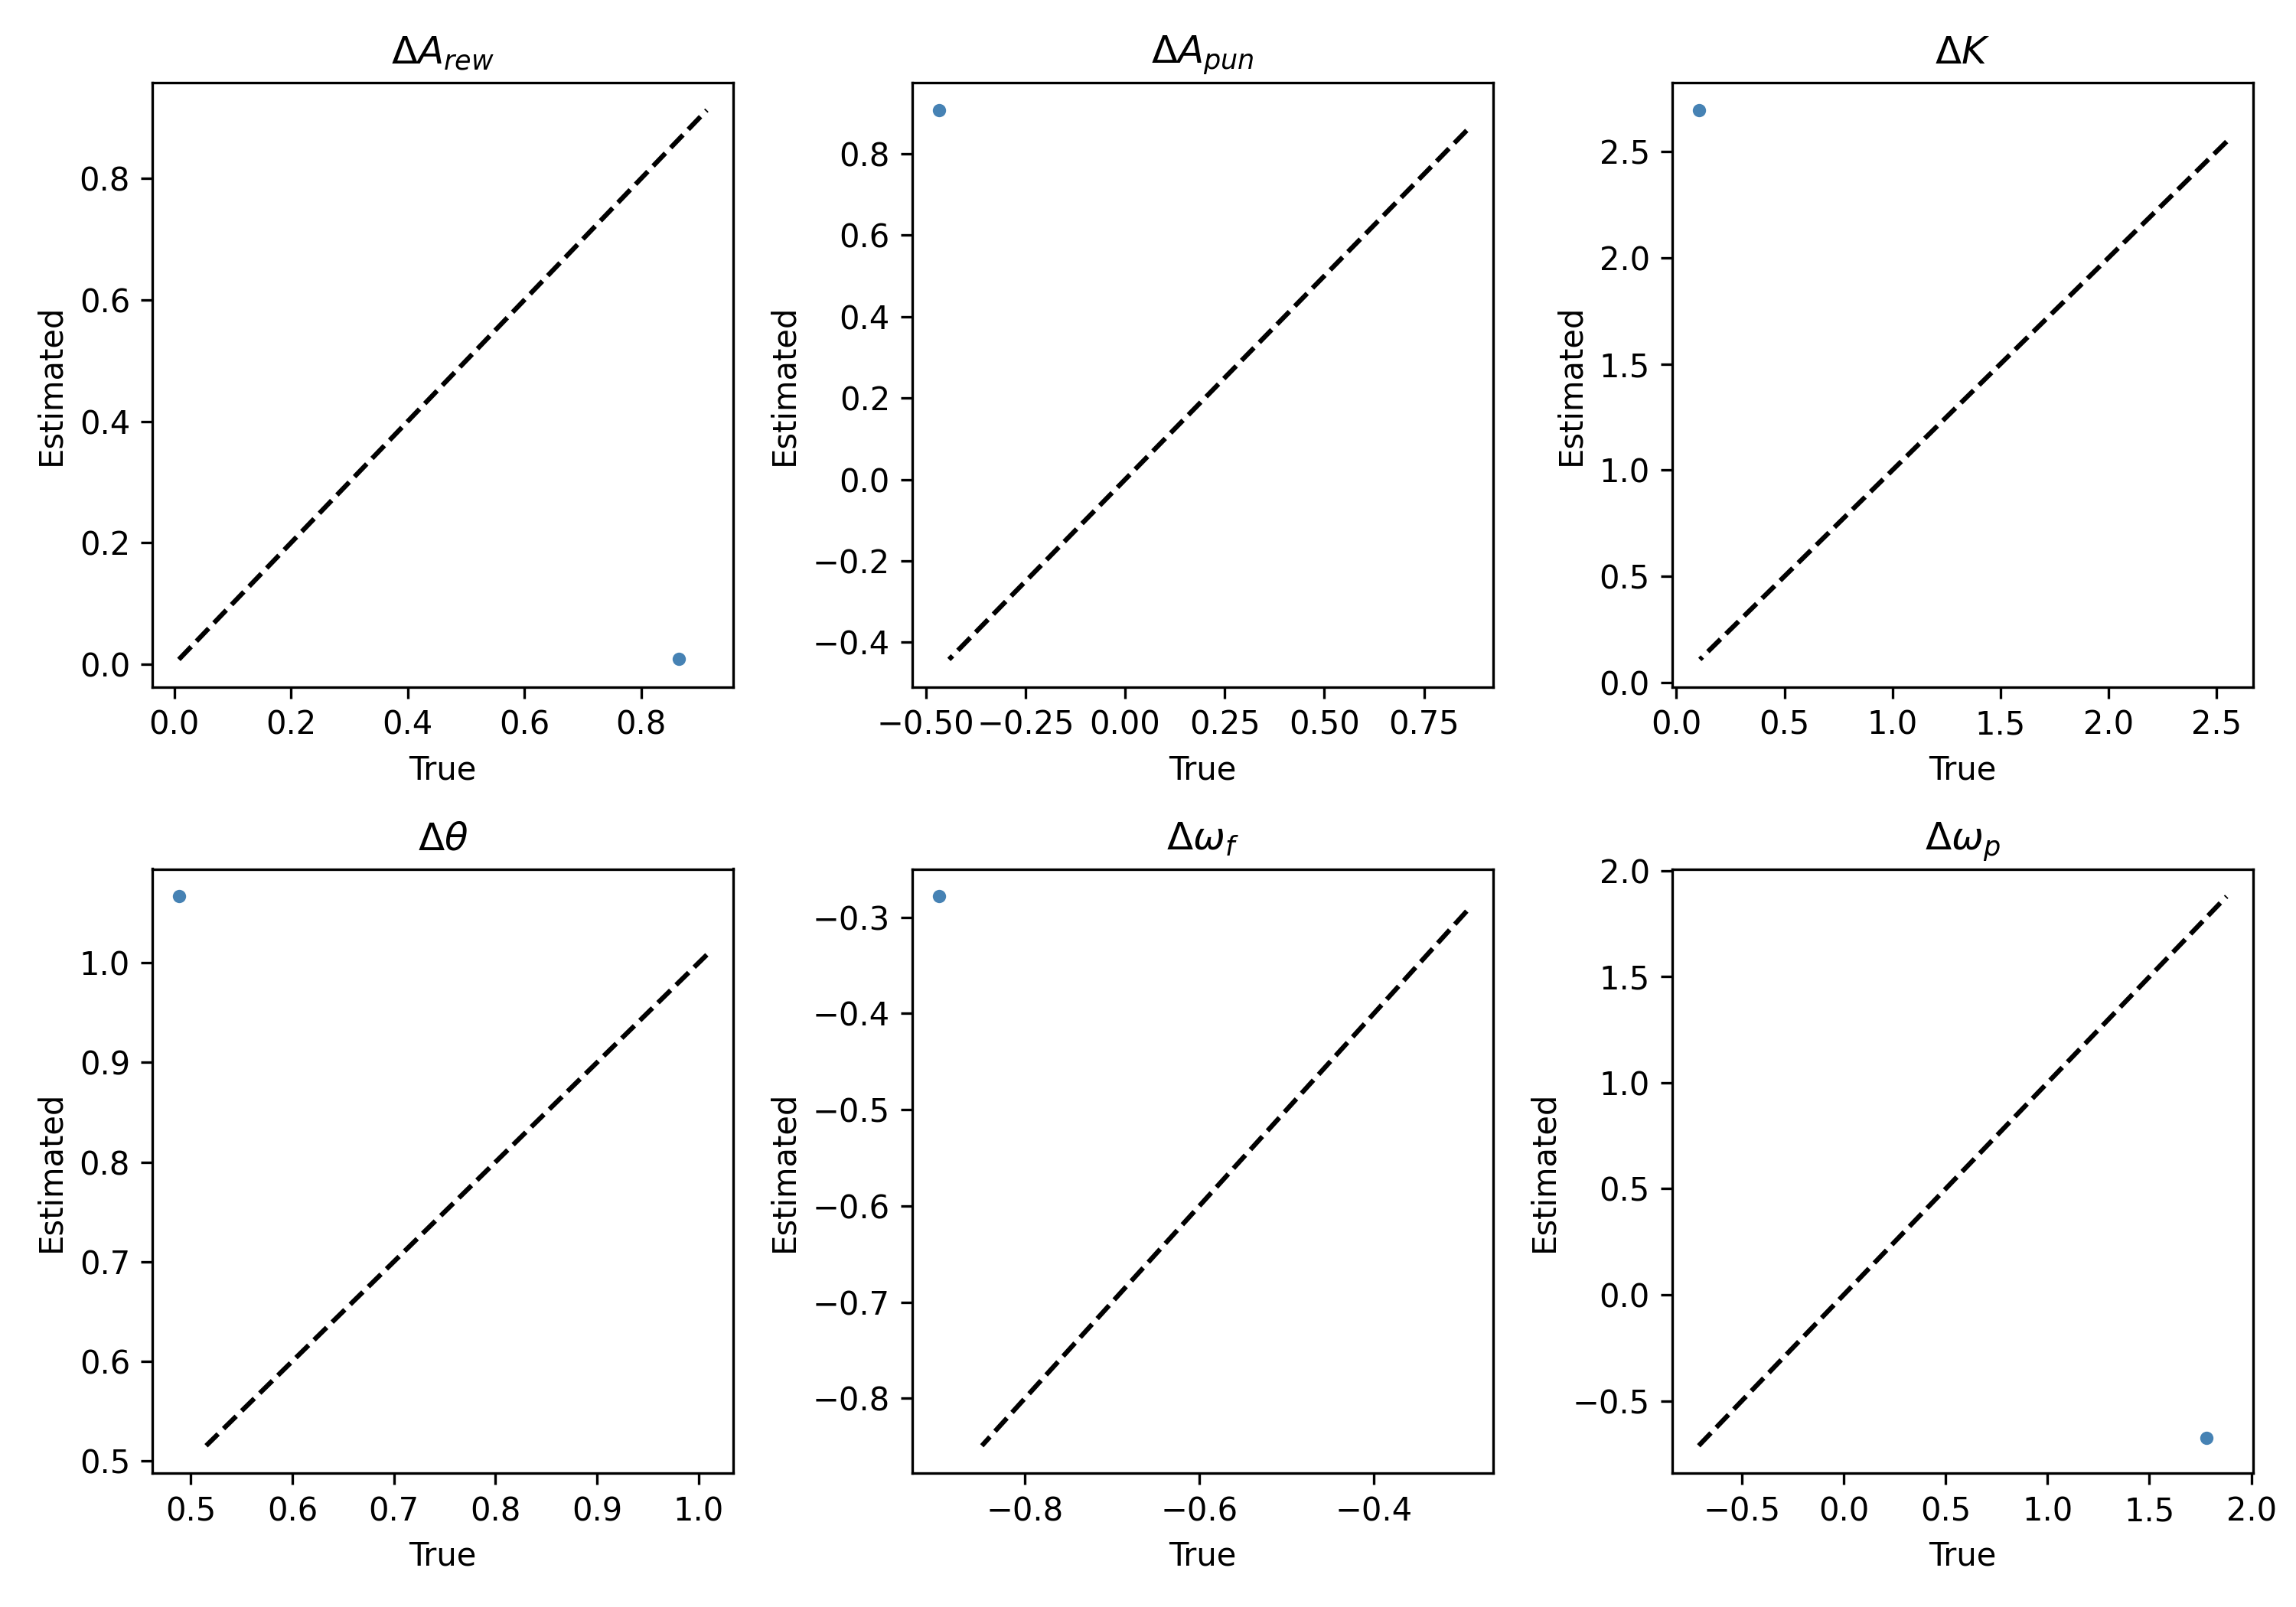 ΔA_rew
0.8
0.6
0.4
0.2
0.0
Estimated
0.0 0.2 0.4 0.6 0.8
True
ΔA_pun
0.8
0.6
0.4
0.2
0.0
−0.2
−0.4
Estimated
−0.50 −0.25 0.00 0.25 0.50 0.75
True
ΔK
2.5
2.0
1.5
1.0
0.5
0.0
Estimated
0.0 0.5 1.0 1.5 2.0 2.5
True
Δθ
1.0
0.9
0.8
0.7
0.6
0.5
Estimated
0.5 0.6 0.7 0.8 0.9 1.0
True
Δω_f
−0.3
−0.4
−0.5
−0.6
−0.7
−0.8
Estimated
−0.8 −0.6 −0.4
True
Δω_p
2.0
1.5
1.0
0.5
0.0
−0.5
Estimated
−0.5 0.0 0.5 1.0 1.5 2.0
True